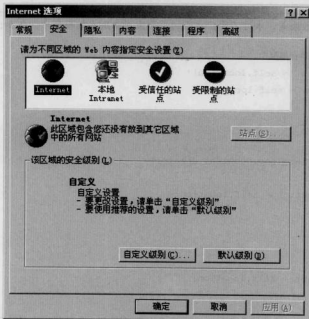 Internet 选项
常规 安全 隐私 内容 连接 程序 高级
请为不同区域的 Web 内容指定安全设置(Z)
Internet 本地 Intranet 受信任的站点 受限制的站点
Internet
此区域包含您还没有放到其它区域
中的所有网站
站点(S)...
该区域的安全级别(L)
自定义
自定义设置
- 要更改设置，请单击“自定义级别”
- 要使用推荐的设置，请单击“默认级别”
自定义级别(C)... 默认级别(D)
确定 取消 应用(A)